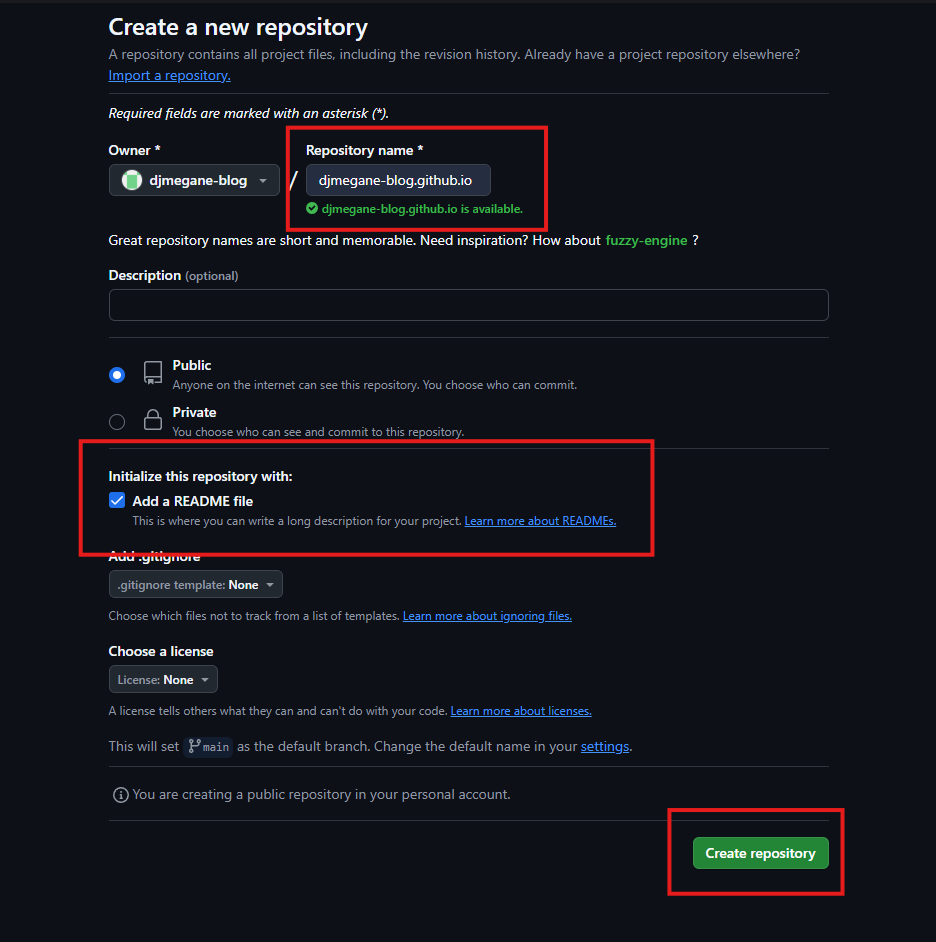 Create a new repository
A repository contains all project files, including the revision history. Already have a project repository elsewhere?
Import a repository.
Required fields are marked with an asterisk (*).
Owner *
Repository name *
djmegane-blog
/
djmegane-blog.github.io
djmegane-blog.github.io is available.
Great repository names are short and memorable. Need inspiration? How about fuzzy-engine ?
Description (optional)
Public
Anyone on the internet can see this repository. You choose who can commit.
Private
You choose who can see and commit to this repository.
Initialize this repository with:
Add a README file
This is where you can write a long description for your project. Learn more about READMEs.
Add .gitignore
.gitignore template: None
Choose which files not to track from a list of templates. Learn more about ignoring files.
Choose a license
License: None
A license tells others what they can and can't do with your code. Learn more about licenses.
This will set main as the default branch. Change the default name in your settings.
You are creating a public repository in your personal account.
Create repository